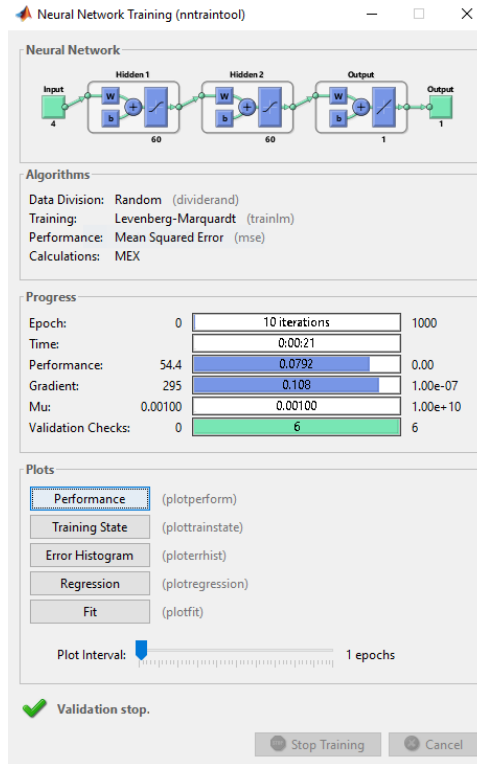 Neural Network Training (nntraintool)
Neural Network
Hidden 1 Hidden 2 Output
Input Output
W W W
b b b
4 60 60 1 1
Algorithms
Data Division: Random (dividerand)
Training: Levenberg-Marquardt (trainlm)
Performance: Mean Squared Error (mse)
Calculations: MEX
Progress
Epoch: 0 10 iterations 1000
Time: 0:00:21
Performance: 54.4 0.0792 0.00
Gradient: 295 0.108 1.00e-07
Mu: 0.00100 0.00100 1.00e+10
Validation Checks: 0 6 6
Plots
Performance (plotperform)
Training State (plottrainstate)
Error Histogram (ploterrhist)
Regression (plotregression)
Fit (plotfit)
Plot Interval: 1 epochs
Validation stop.
Stop Training Cancel